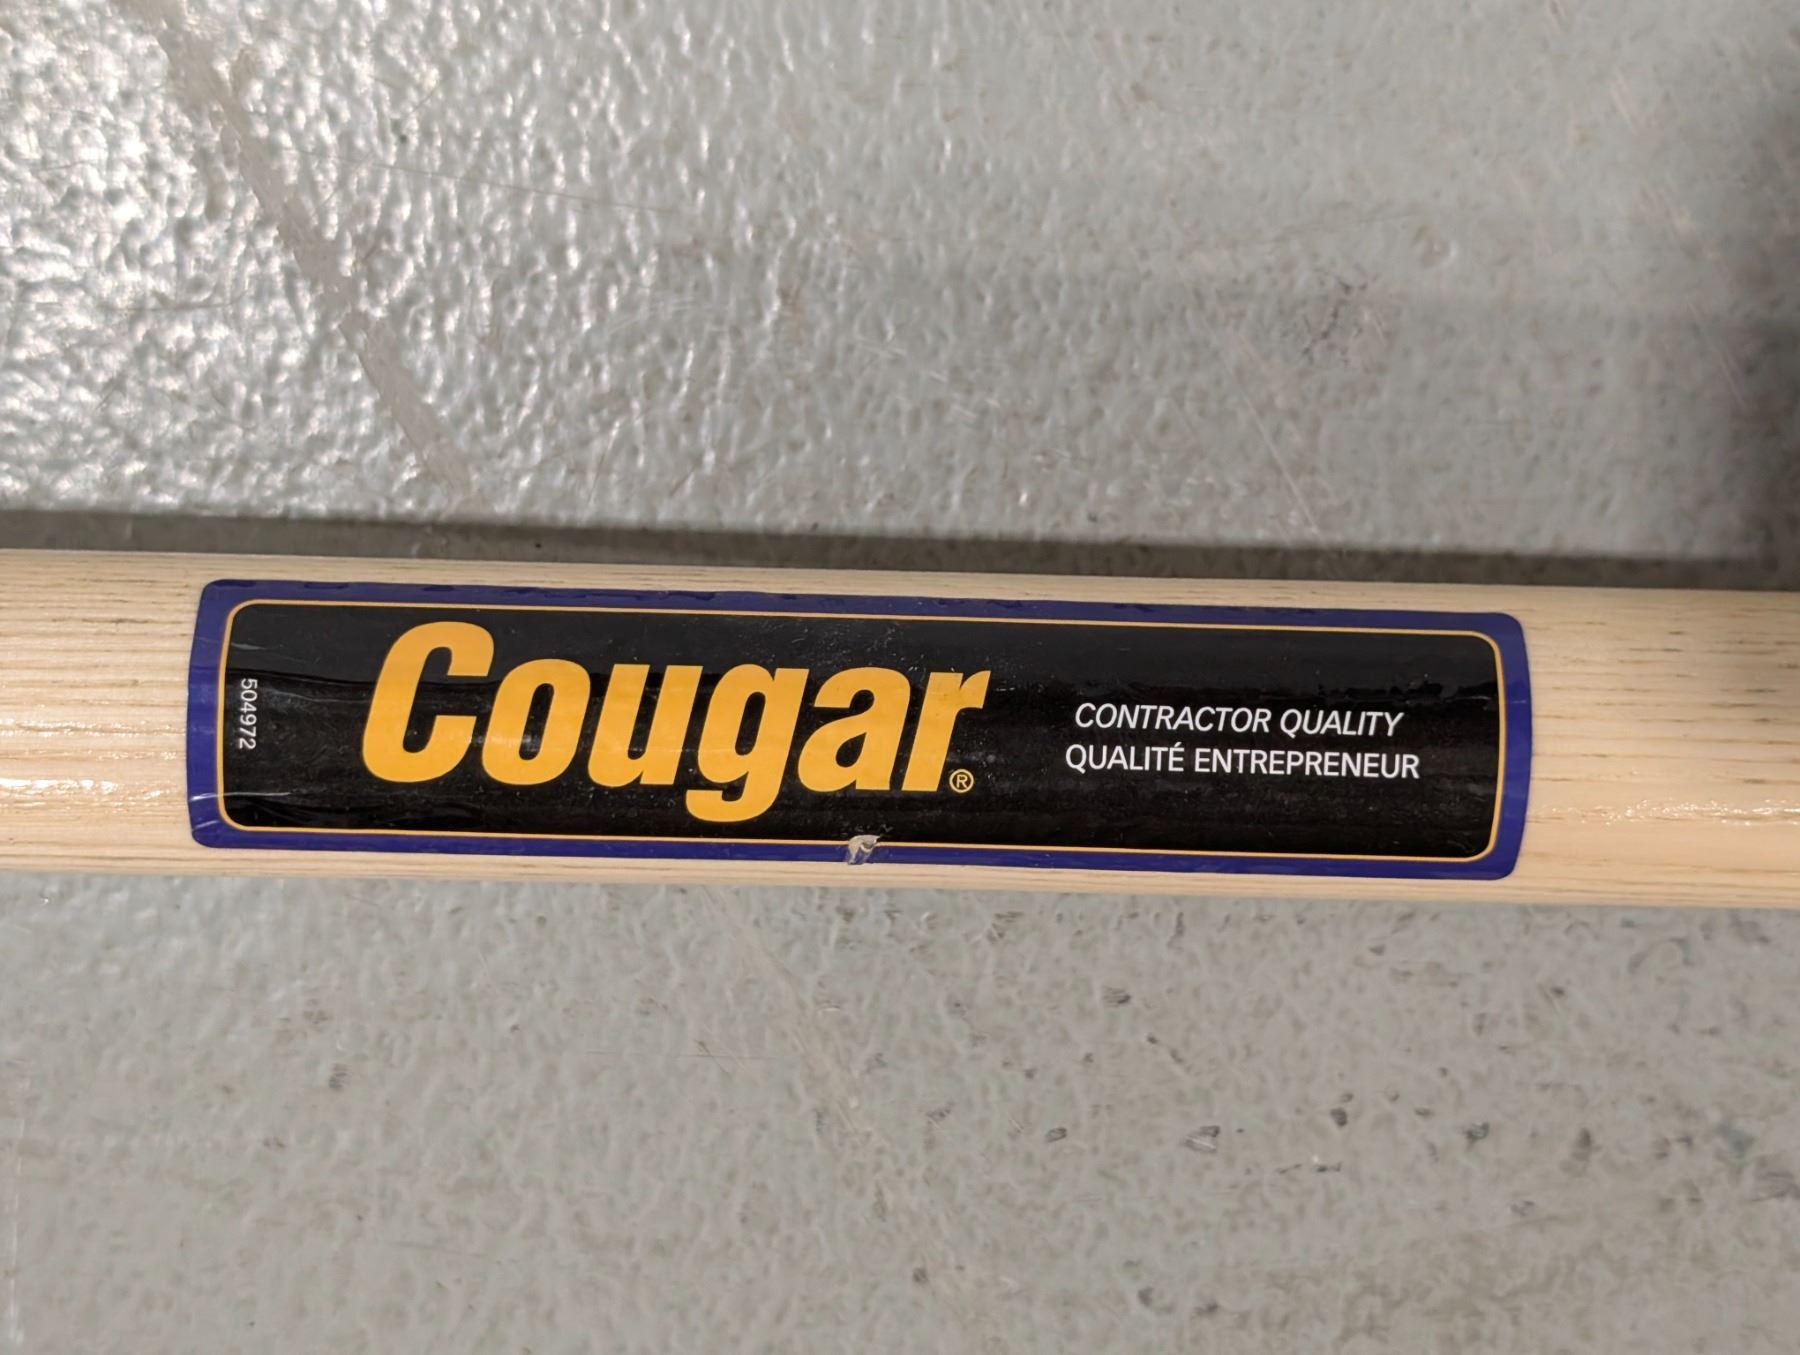 504972
Cougar®
CONTRACTOR QUALITY
QUALITÉ ENTREPRENEUR